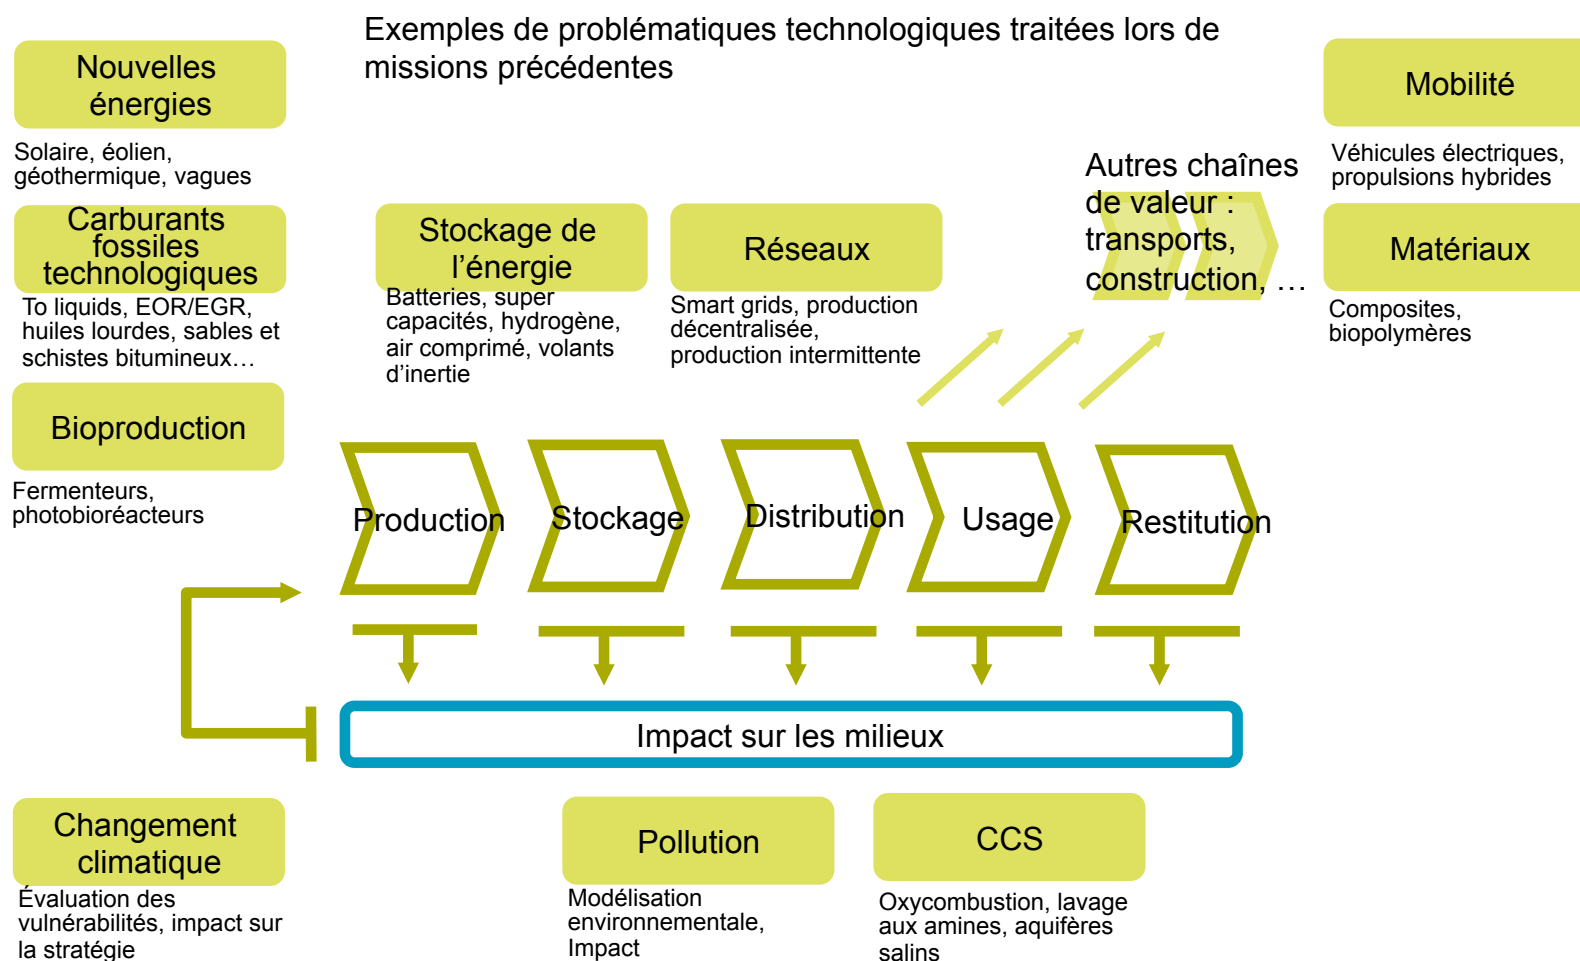 Exemples de problématiques technologiques traitées lors de
missions précédentes
Nouvelles
énergies
Solaire, éolien,
géothermique, vagues
Carburants
fossiles
technologiques
To liquids, EOR/EGR,
huiles lourdes, sables et
schistes bitumineux…
Bioproduction
Fermenteurs,
photobioréacteurs
Stockage de
l’énergie
Batteries, super
capacités, hydrogène,
air comprimé, volants
d’inertie
Réseaux
Smart grids, production
décentralisée,
production intermittente
Autres chaînes
de valeur :
transports,
construction, …
Mobilité
Véhicules électriques,
propulsions hybrides
Matériaux
Composites,
biopolymères
Production
Stockage
Distribution
Usage
Restitution
Impact sur les milieux
Changement
climatique
Évaluation des
vulnérabilités, impact sur
la stratégie
Pollution
Modélisation
environnementale,
Impact
CCS
Oxycombustion, lavage
aux amines, aquifères
salins